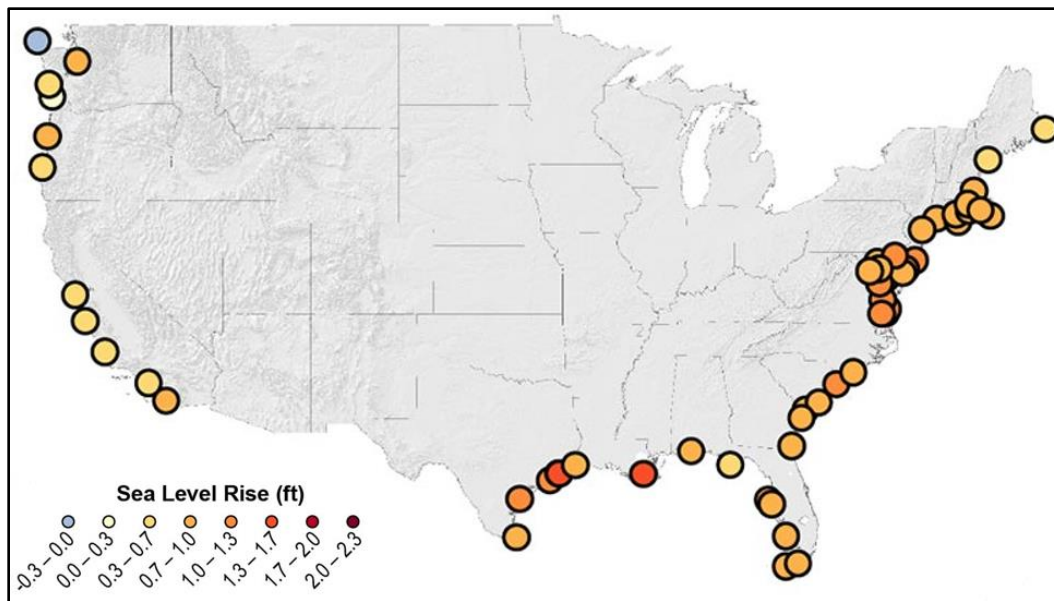 Sea Level Rise (ft)
-0.3 – 0.0
0.0 – 0.3
0.3 – 0.7
0.7 – 1.0
1.0 – 1.3
1.3 – 1.7
1.7 – 2.0
2.0 – 2.3